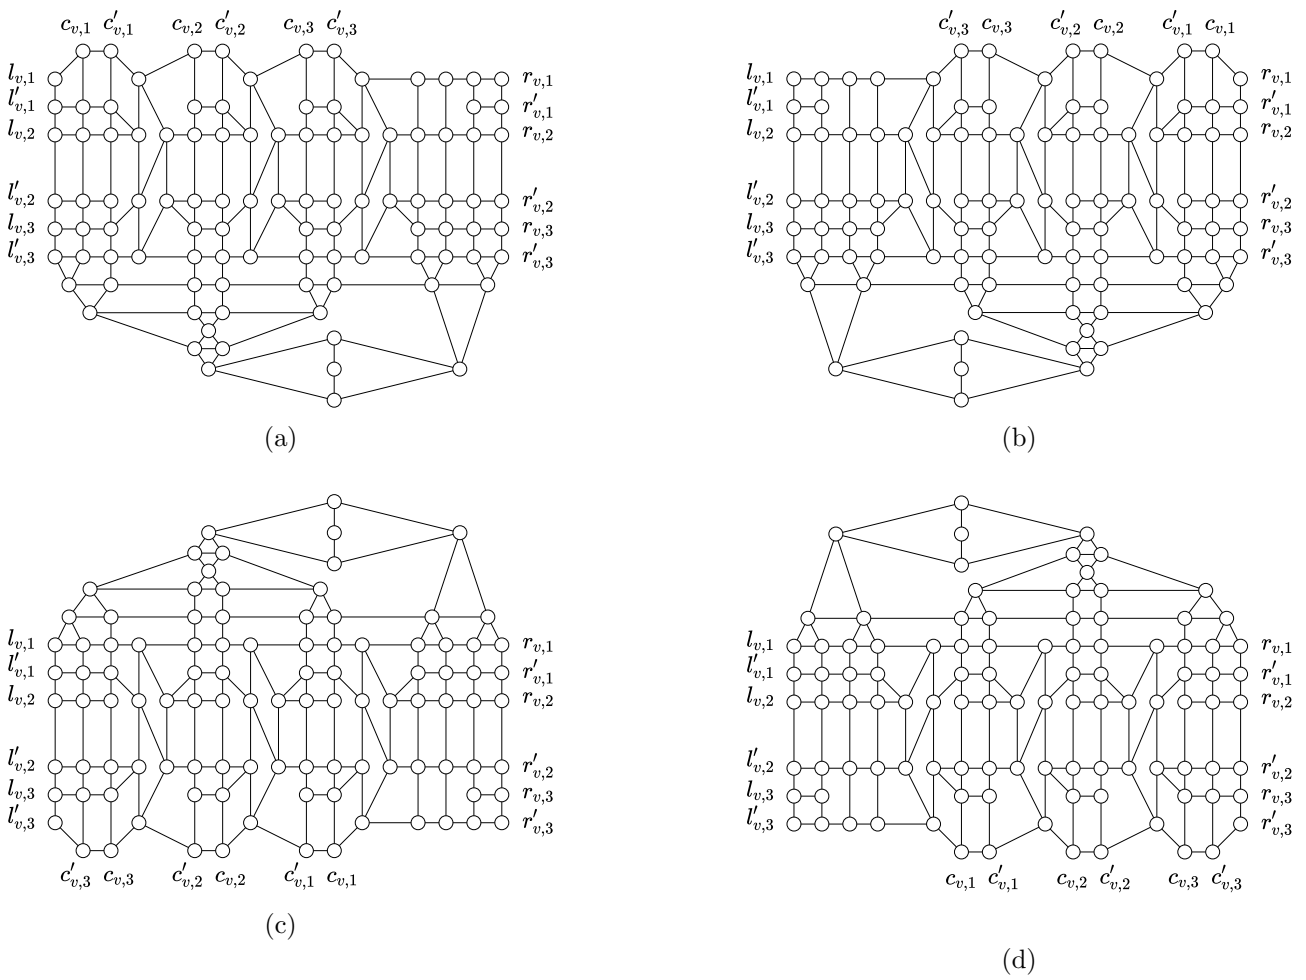 c_{v,1} c'_{v,1} c_{v,2} c'_{v,2} c_{v,3} c'_{v,3}
l_{v,1} r_{v,1}
l'_{v,1} r'_{v,1}
l_{v,2} r_{v,2}
l'_{v,2} r'_{v,2}
l_{v,3} r_{v,3}
l'_{v,3} r'_{v,3}
(a)
c'_{v,3} c_{v,3} c'_{v,2} c_{v,2} c'_{v,1} c_{v,1}
l_{v,1} r_{v,1}
l'_{v,1} r'_{v,1}
l_{v,2} r_{v,2}
l'_{v,2} r'_{v,2}
l_{v,3} r_{v,3}
l'_{v,3} r'_{v,3}
(b)
l_{v,1} r_{v,1}
l'_{v,1} r'_{v,1}
l_{v,2} r_{v,2}
l'_{v,2} r'_{v,2}
l_{v,3} r_{v,3}
l'_{v,3} r'_{v,3}
c'_{v,3} c_{v,3} c'_{v,2} c_{v,2} c'_{v,1} c_{v,1}
(c)
l_{v,1} r_{v,1}
l'_{v,1} r'_{v,1}
l_{v,2} r_{v,2}
l'_{v,2} r'_{v,2}
l_{v,3} r_{v,3}
l'_{v,3} r'_{v,3}
c_{v,1} c'_{v,1} c_{v,2} c'_{v,2} c_{v,3} c'_{v,3}
(d)